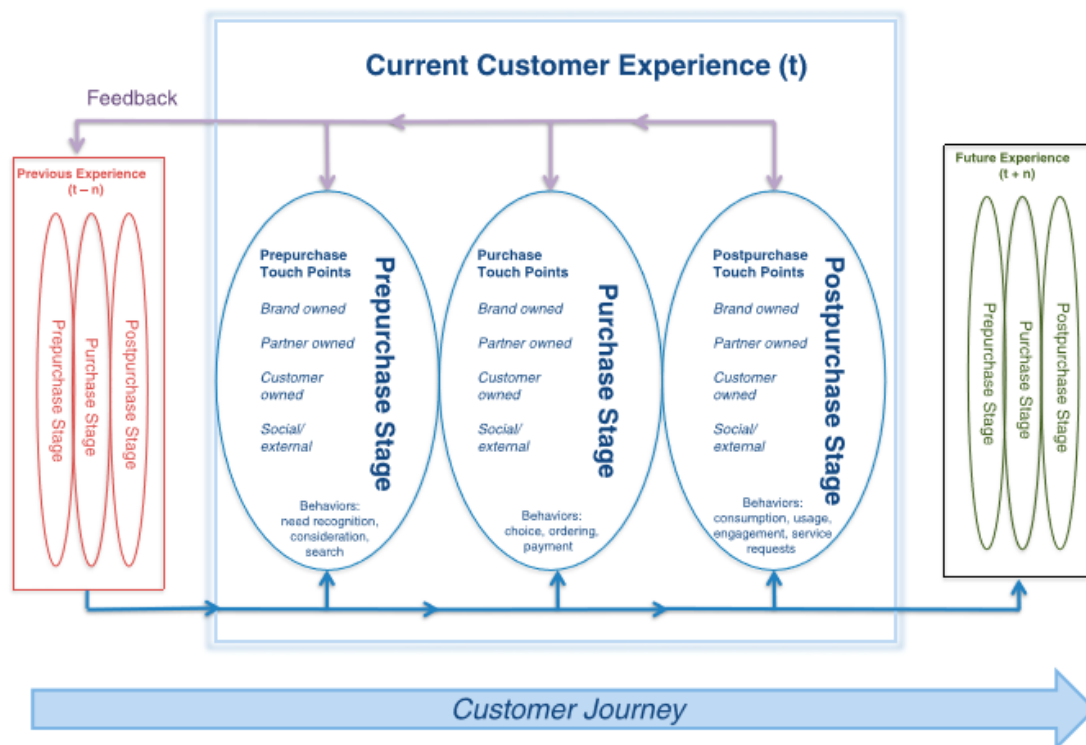 Current Customer Experience (t)
Feedback
Previous Experience
(t – n)
Prepurchase Stage
Purchase Stage
Postpurchase Stage
Prepurchase
Touch Points
Brand owned
Partner owned
Customer
owned
Social/
external
Prepurchase Stage
Behaviors:
need recognition,
consideration,
search
Purchase
Touch Points
Brand owned
Partner owned
Customer
owned
Social/
external
Purchase Stage
Behaviors:
choice, ordering,
payment
Postpurchase
Touch Points
Brand owned
Partner owned
Customer
owned
Social/
external
Postpurchase Stage
Behaviors:
consumption, usage,
engagement, service
requests
Future Experience
(t + n)
Prepurchase Stage
Purchase Stage
Postpurchase Stage
Customer Journey